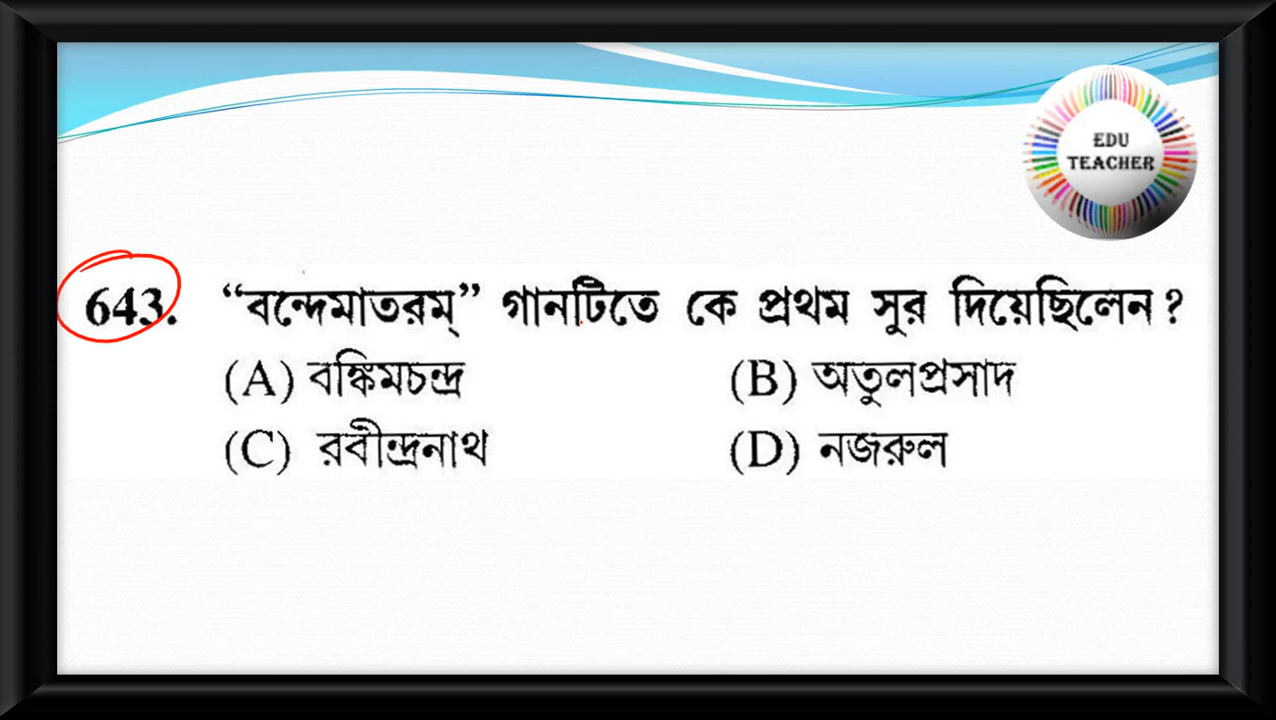 EDU
TEACHER
643. “বন্দেমাতরম্” গানটিতে কে প্রথম সুর দিয়েছিলেন?
(A) বঙ্কিমচন্দ্র (B) অতুলপ্রসাদ
(C) রবীন্দ্রনাথ (D) নজরুল